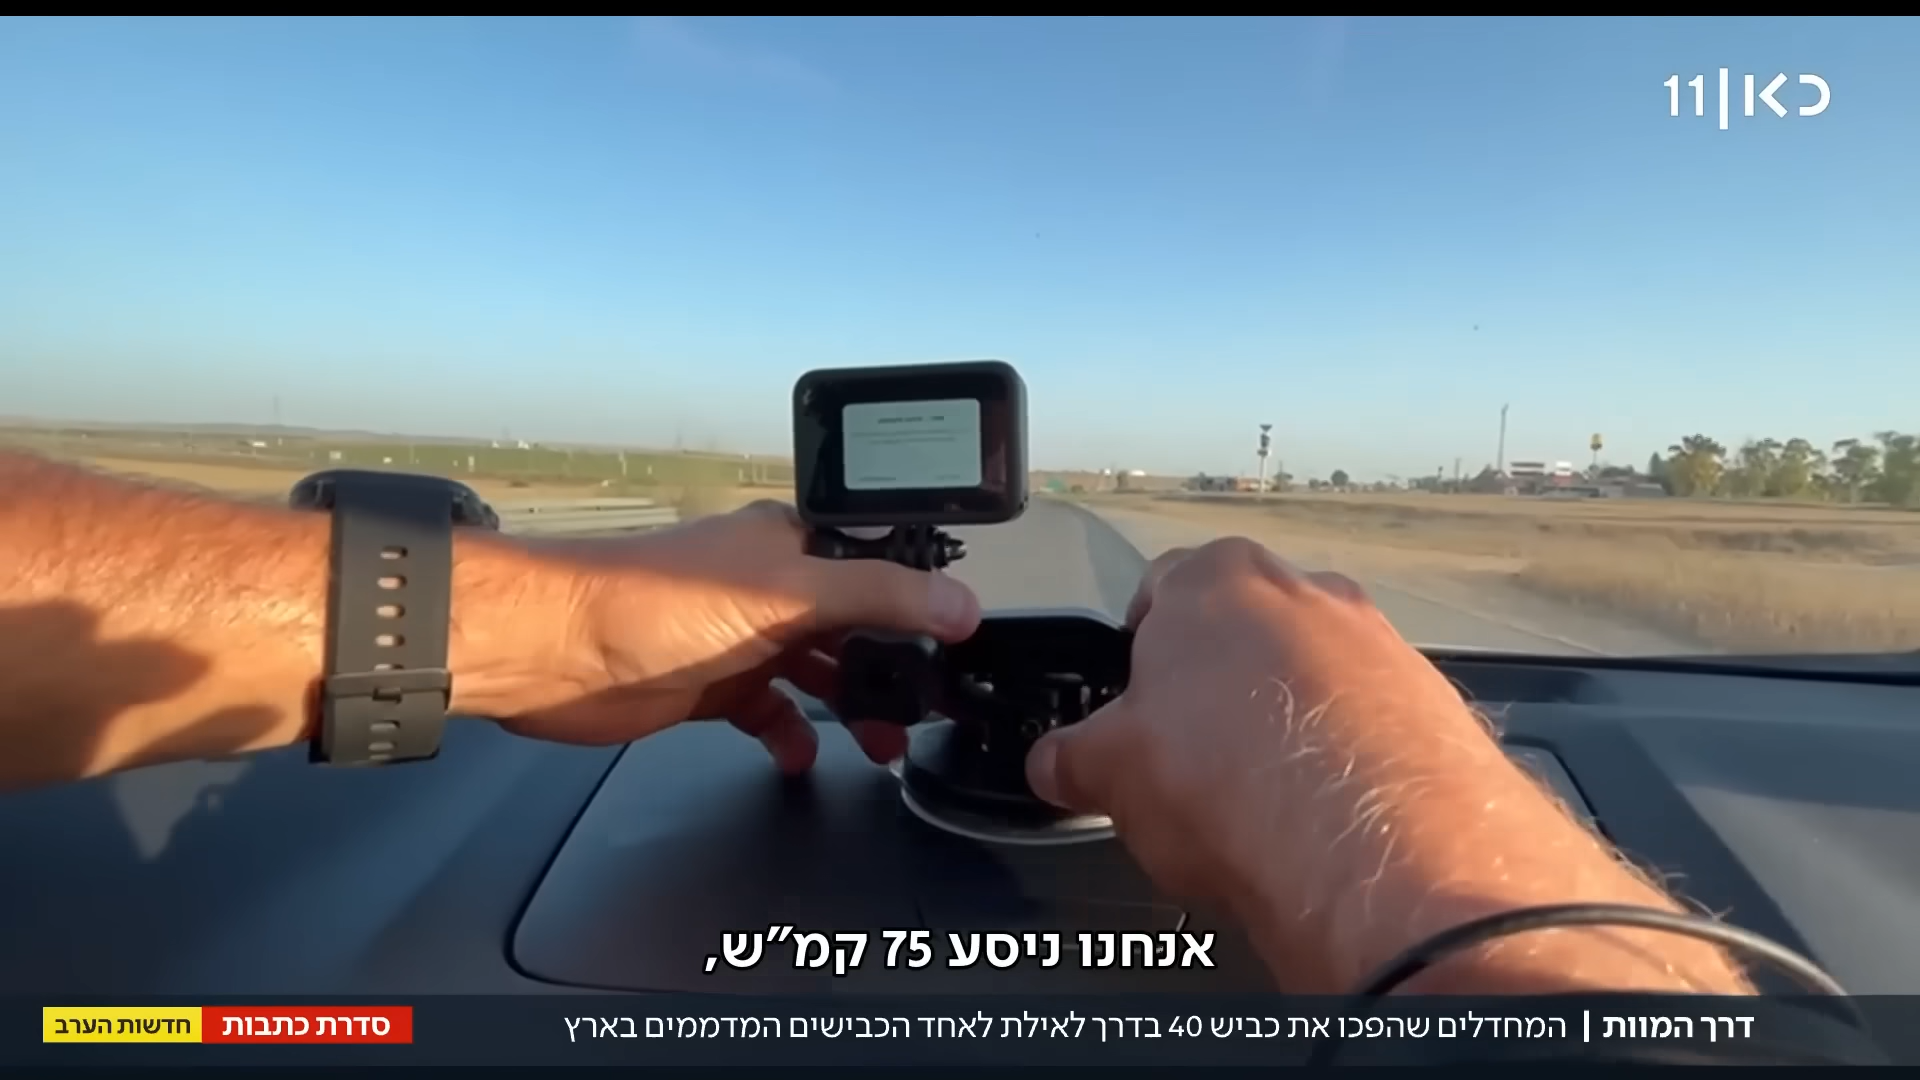 כאן|11
אנחנו ניסע 75 קמ"ש,
דרך המוות | המחדלים שהפכו את כביש 40 בדרך לאילת לאחד הכבישים המדממים בארץ
סדרת כתבות
חדשות הערב